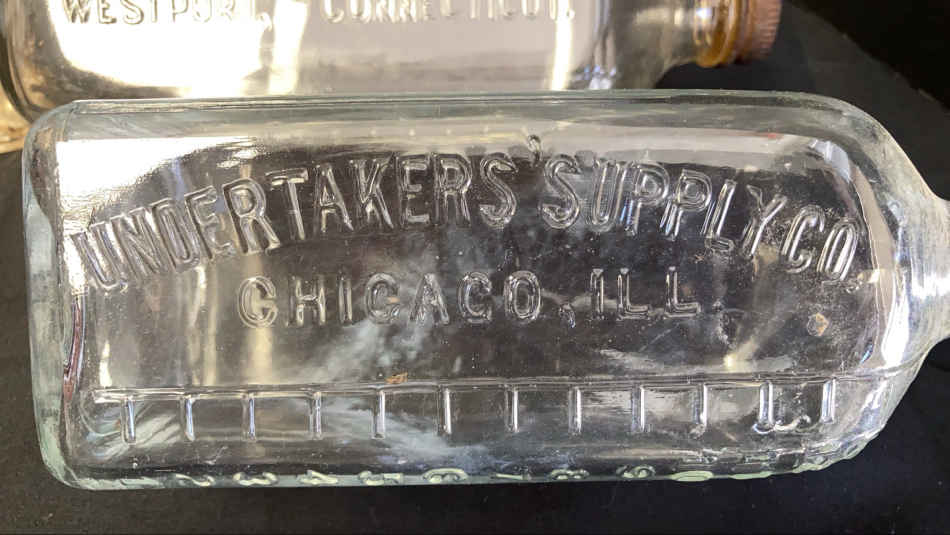 WESTPORT, CONNECTICUT.
UNDERTAKERS' SUPPLY CO.
CHICAGO, ILL.